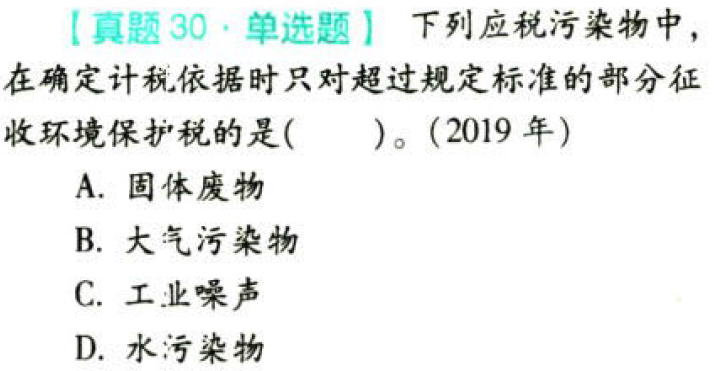 【真题30·单选题】 下列应税污染物中,
在确定计税依据时只对超过规定标准的部分征
收环境保护税的是(　　)。(2019 年)
A. 固体废物
B. 大气污染物
C. 工业噪声
D. 水污染物